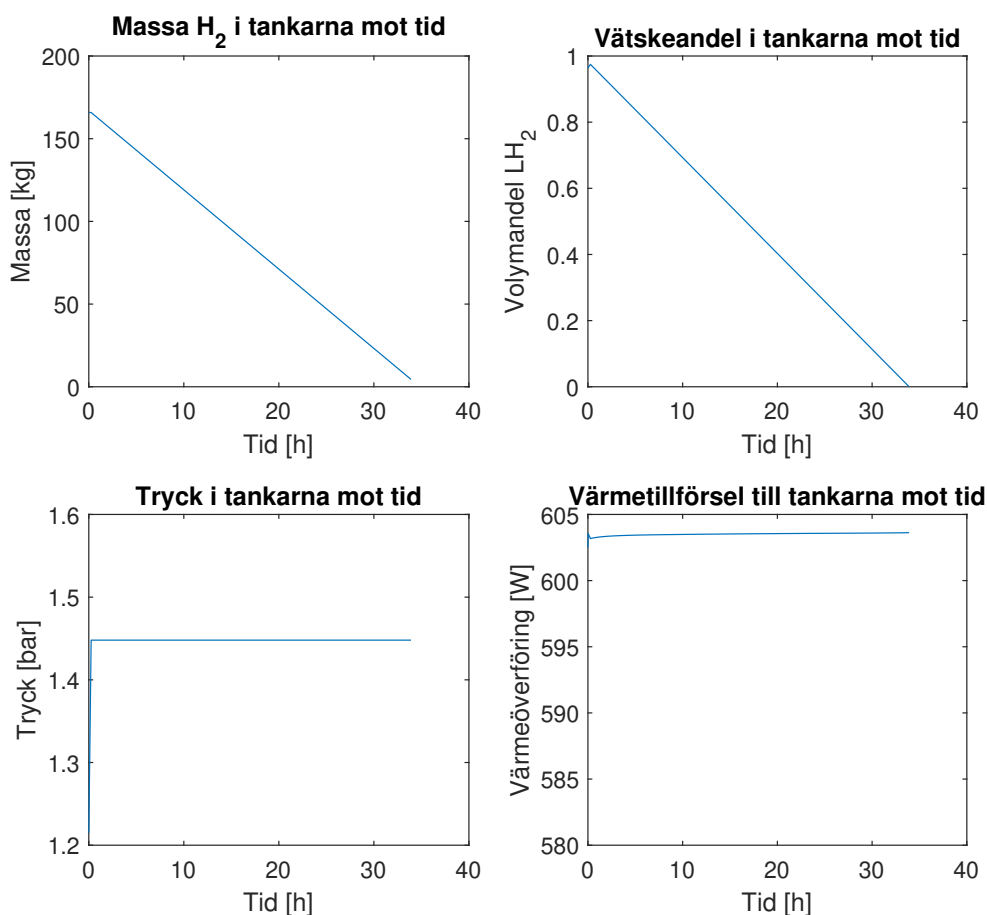 Massa H₂ i tankarna mot tid
200
150
100
50
0
Massa [kg]
0 10 20 30 40
Tid [h]
Vätskeandel i tankarna mot tid
1
0.8
0.6
0.4
0.2
0
Volymandel LH₂
0 10 20 30 40
Tid [h]
Tryck i tankarna mot tid
1.6
1.5
1.4
1.3
1.2
Tryck [bar]
0 10 20 30 40
Tid [h]
Värmetillförsel till tankarna mot tid
605
600
595
590
585
580
Värmeöverföring [W]
0 10 20 30 40
Tid [h]